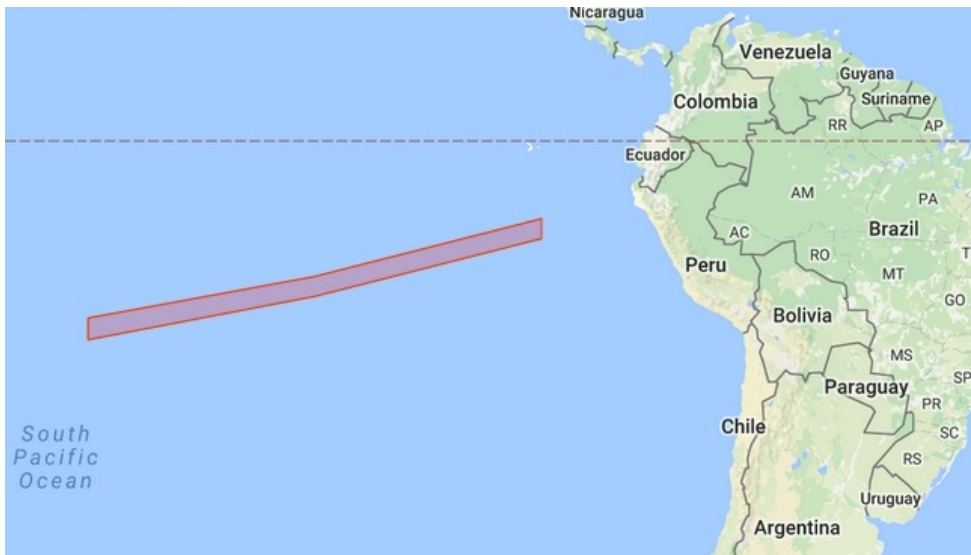 Nicaragua
Venezuela
Guyana
Colombia
Suriname
RR
AP
Ecuador
AM
PA
Brazil
AC
RO
T
Peru
MT
GO
Bolivia
MS
SP
Paraguay
PR
South
Pacific
Ocean
Chile
SC
RS
Uruguay
Argentina